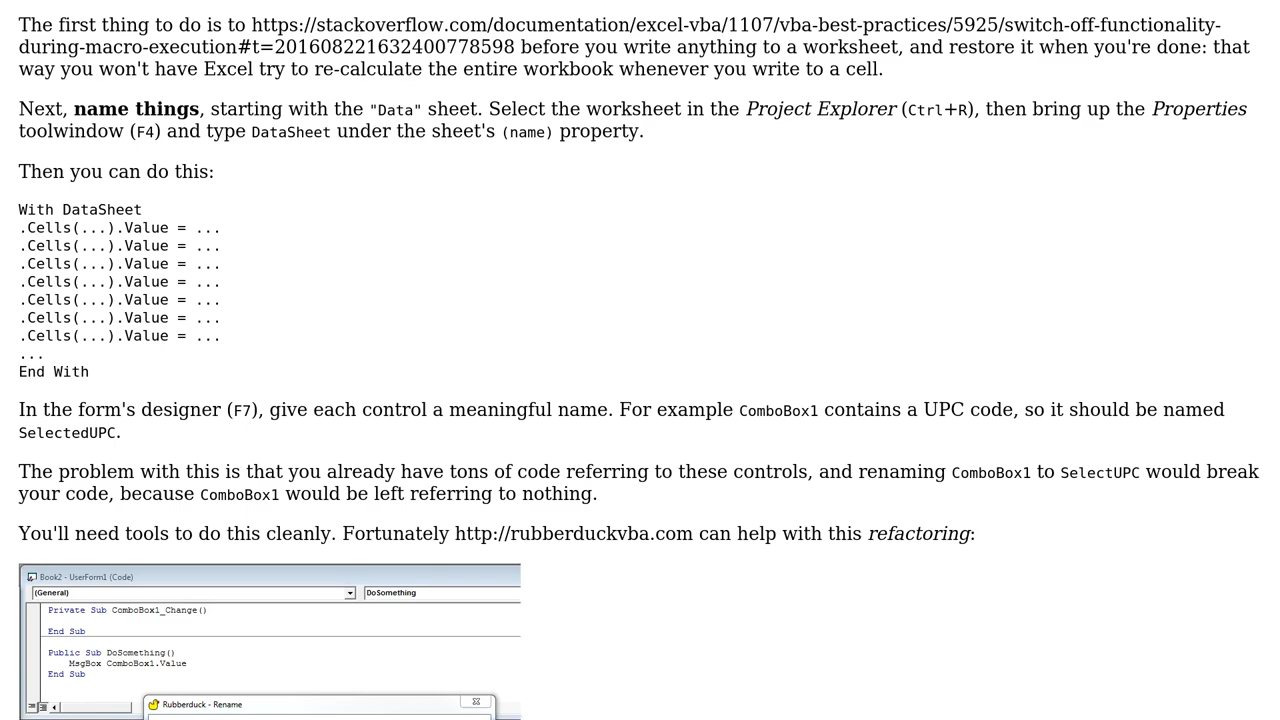 The first thing to do is to https://stackoverflow.com/documentation/excel-vba/1107/vba-best-practices/5925/switch-off-functionality-
during-macro-execution#t=201608221632400778598 before you write anything to a worksheet, and restore it when you're done: that
way you won't have Excel try to re-calculate the entire workbook whenever you write to a cell.
Next, name things, starting with the "Data" sheet. Select the worksheet in the Project Explorer (Ctrl+R), then bring up the Properties
toolwindow (F4) and type DataSheet under the sheet's (name) property.
Then you can do this:
With DataSheet
.Cells(...).Value = ...
.Cells(...).Value = ...
.Cells(...).Value = ...
.Cells(...).Value = ...
.Cells(...).Value = ...
.Cells(...).Value = ...
.Cells(...).Value = ...
...
End With
In the form's designer (F7), give each control a meaningful name. For example ComboBox1 contains a UPC code, so it should be named
SelectedUPC.
The problem with this is that you already have tons of code referring to these controls, and renaming ComboBox1 to SelectUPC would break
your code, because ComboBox1 would be left referring to nothing.
You'll need tools to do this cleanly. Fortunately http://rubberduckvba.com can help with this refactoring:
Book2 - UserForm1 (Code)
(General) DoSomething
Private Sub ComboBox1_Change()
End Sub
Public Sub DoSomething()
MsgBox ComboBox1.Value
End Sub
Rubberduck - Rename